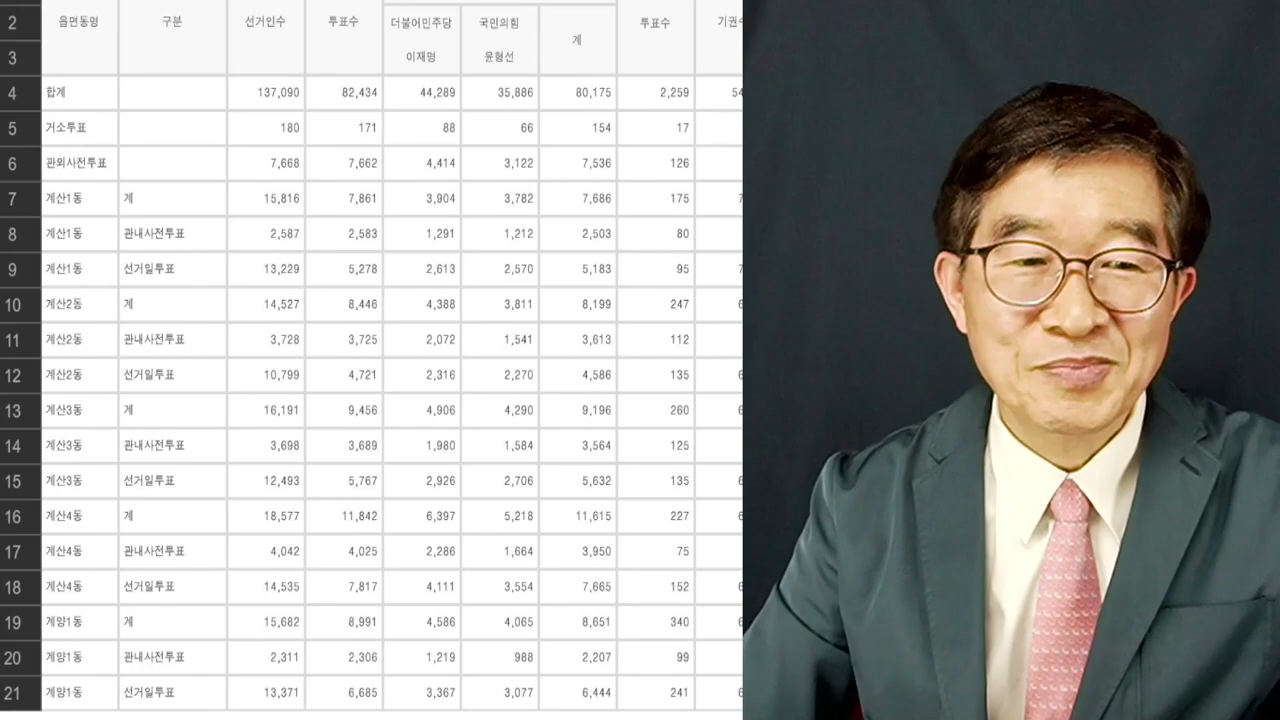 2 읍면동명 구분 선거인수 투표수 더불어민주당 국민의힘 계 투표수
3 이재명 윤형선
4 합계 137,090 82,434 44,289 35,886 80,175 2,259 54
5 거소투표 180 171 88 66 154 17
6 관외사전투표 7,668 7,662 4,414 3,122 7,536 126
7 계산1동 계 15,816 7,861 3,904 3,782 7,686 175 7
8 계산1동 관내사전투표 2,587 2,583 1,291 1,212 2,503 80
9 계산1동 선거일투표 13,229 5,278 2,613 2,570 5,183 95 7
10 계산2동 계 14,527 8,446 4,388 3,811 8,199 247 6
11 계산2동 관내사전투표 3,728 3,725 2,072 1,541 3,613 112
12 계산2동 선거일투표 10,799 4,721 2,316 2,270 4,586 135 6
13 계산3동 계 16,191 9,456 4,906 4,290 9,196 260 6
14 계산3동 관내사전투표 3,698 3,689 1,980 1,584 3,564 125
15 계산3동 선거일투표 12,493 5,767 2,926 2,706 5,632 135 6
16 계산4동 계 18,577 11,842 6,397 5,218 11,615 227 6
17 계산4동 관내사전투표 4,042 4,025 2,286 1,664 3,950 75
18 계산4동 선거일투표 14,535 7,817 4,111 3,554 7,665 152 6
19 계양1동 계 15,682 8,991 4,586 4,065 8,651 340 6
20 계양1동 관내사전투표 2,311 2,306 1,219 988 2,207 99
21 계양1동 선거일투표 13,371 6,685 3,367 3,077 6,444 241 6